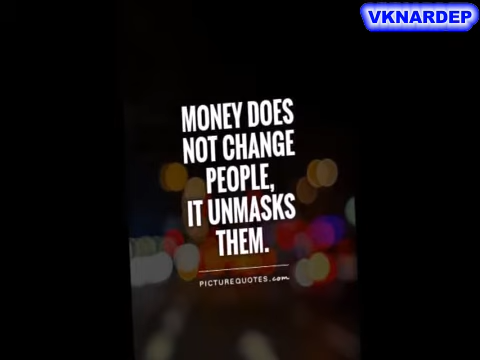 VKNARDEP
MONEY DOES
NOT CHANGE
PEOPLE,
IT UNMASKS
THEM.
PICTUREQUOTES.com